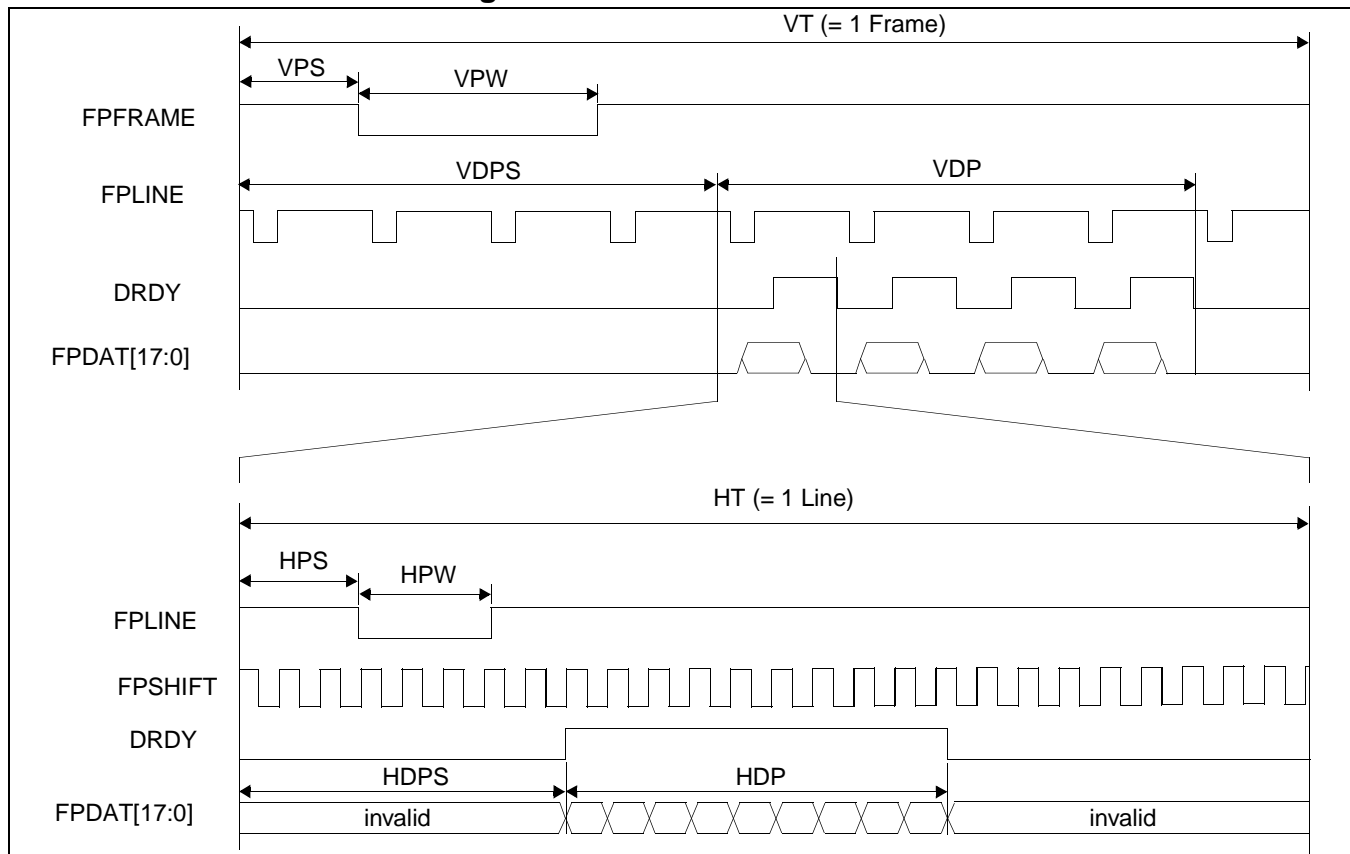 g
VT (= 1 Frame)
VPS
VPW
FPFRAME
VDPS
VDP
FPLINE
DRDY
FPDAT[17:0]
HT (= 1 Line)
HPS
HPW
FPLINE
FPSHIFT
DRDY
HDPS
HDP
FPDAT[17:0]
invalid
invalid